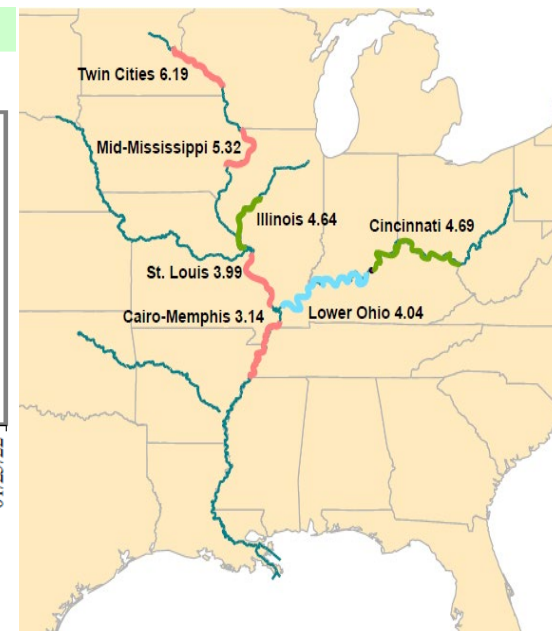 Twin Cities 6.19
Mid-Mississippi 5.32
Illinois 4.64
Cincinnati 4.69
St. Louis 3.99
Cairo-Memphis 3.14
Lower Ohio 4.04